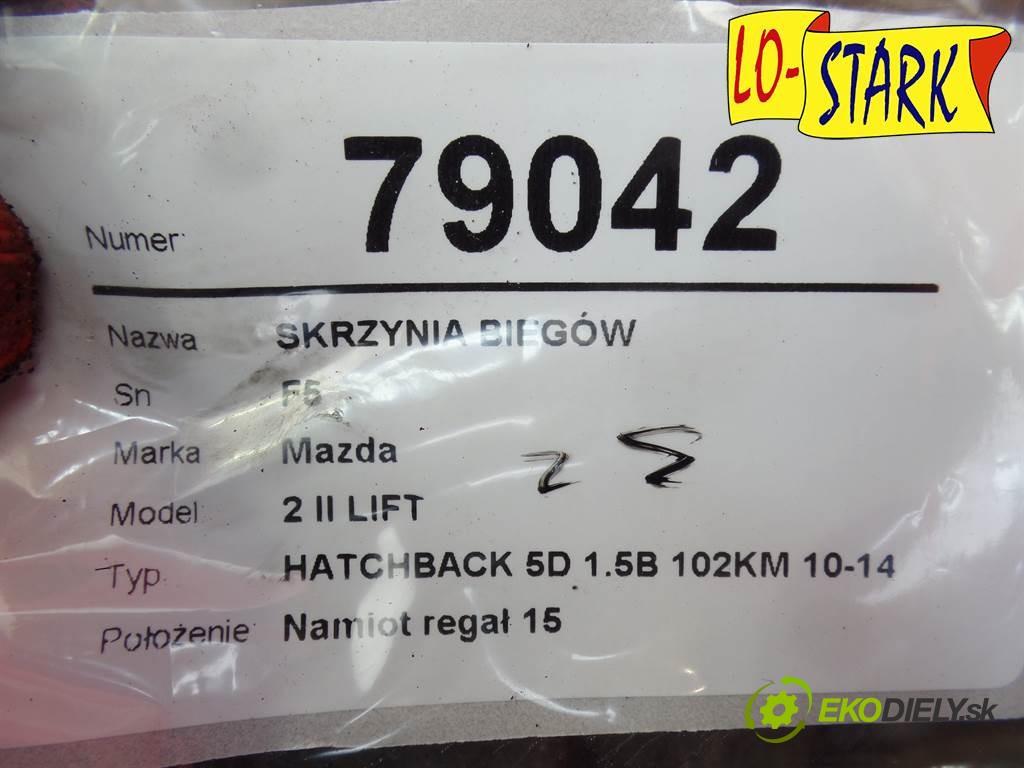 LO-STARK
Numer 79042
Nazwa SKRZYNIA BIEGÓW
Sn F5
Marka Mazda
Model 2 II LIFT
Typ HATCHBACK 5D 1.5B 102KM 10-14
Położenie Namiot regał 15
EKODIELY.sk